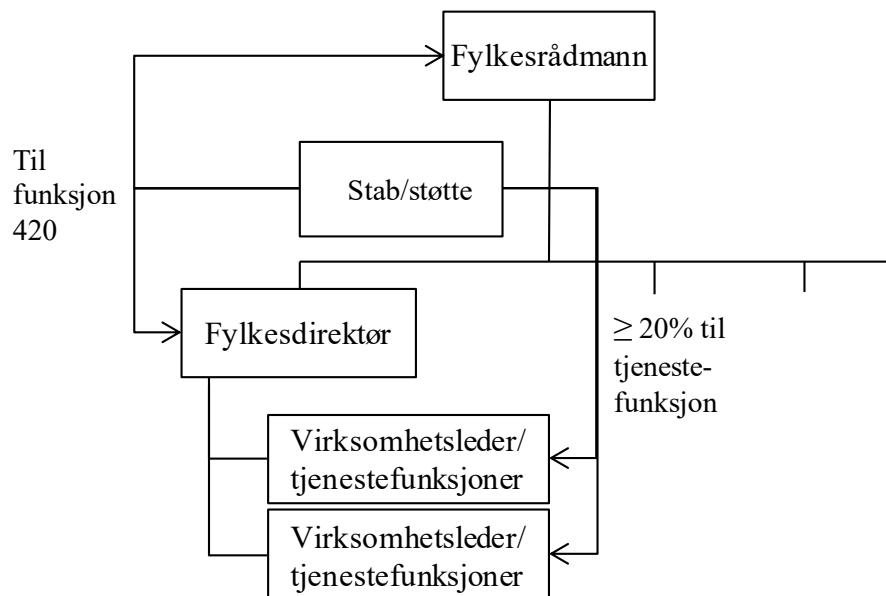 Fylkesrådmann
Til
funksjon
420
Stab/støtte
Fylkesdirektør
≥ 20% til
tjeneste-
funksjon
Virksomhetsleder/
tjenestefunksjoner
Virksomhetsleder/
tjenestefunksjoner